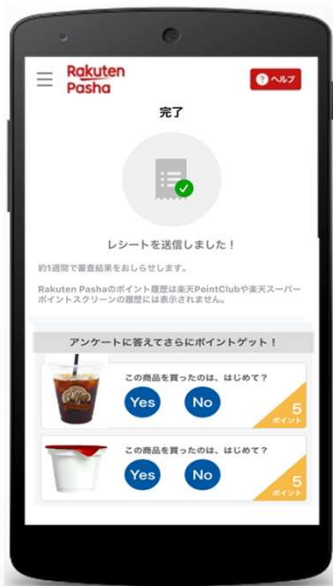 Rakuten
Pasha
? ヘルプ
完了
レシートを送信しました！
約1週間で審査結果をおしらせします。
Rakuten Pashaのポイント履歴は楽天PointClubや楽天スーパー
ポイントスクリーンの履歴には表示されません。
アンケートに答えてさらにポイントゲット！
この商品を買ったのは、はじめて？
Yes No
5
ポイント
この商品を買ったのは、はじめて？
Yes No
5
ポイント